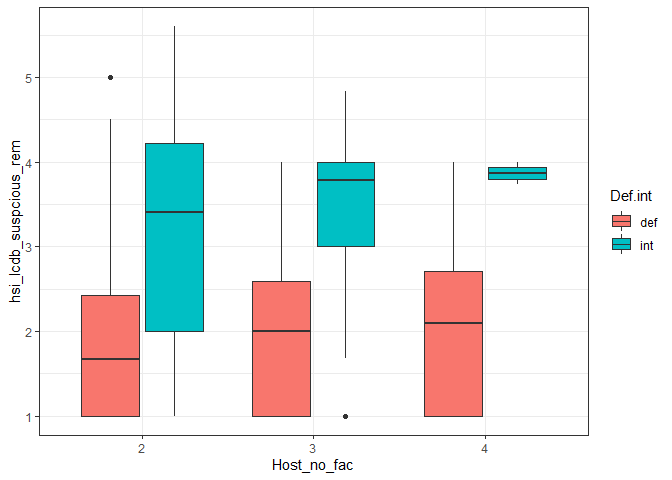 hsi_lcdb_suspcious_rem
5
4
3
2
1
2
3
4
Host_no_fac
Def.int
def
int